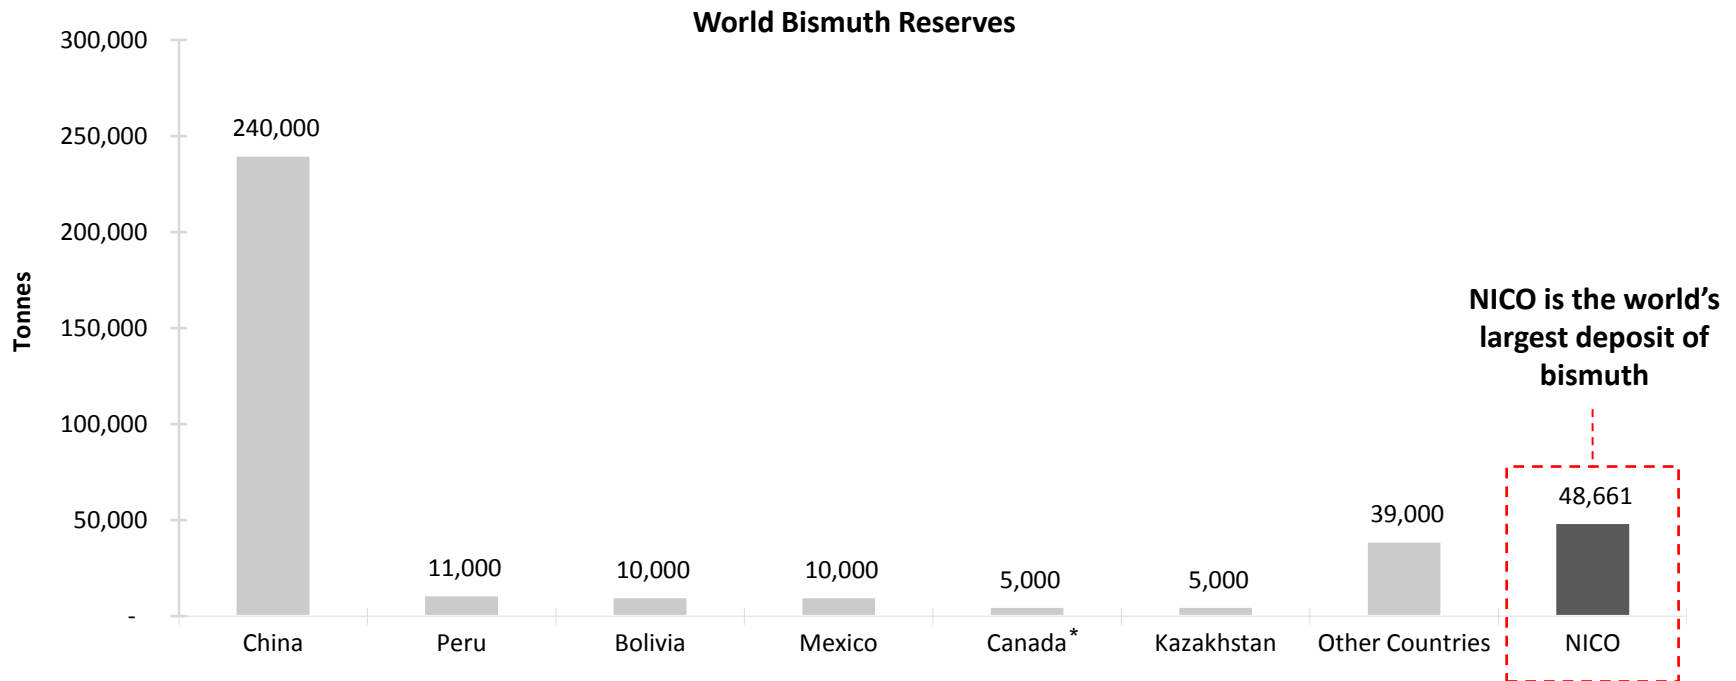 World Bismuth Reserves
300,000
250,000
200,000
150,000
100,000
50,000
-
Tonnes
240,000
11,000
10,000
10,000
5,000
5,000
39,000
48,661
NICO is the world’s
largest deposit of
bismuth
China
Peru
Bolivia
Mexico
Canada*
Kazakhstan
Other Countries
NICO